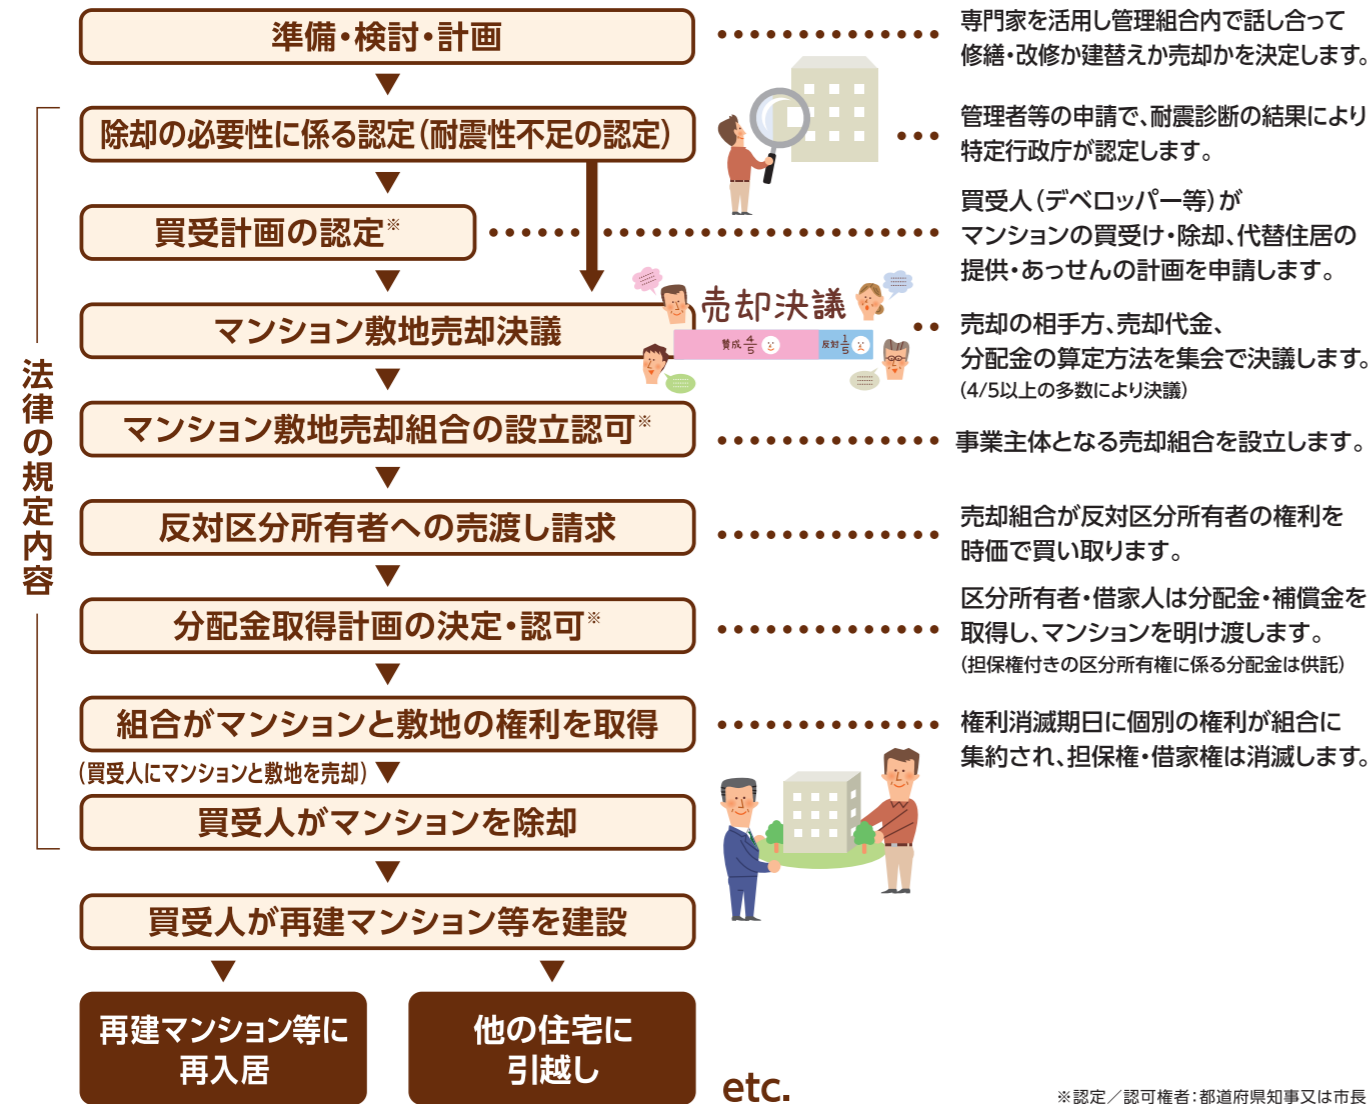 準備・検討・計画
専門家を活用し管理組合内で話し合って
修繕・改修か建替えか売却かを決定します。
法律の規定内容
除却の必要性に係る認定(耐震性不足の認定)
管理者等の申請で、耐震診断の結果により
特定行政庁が認定します。
買受計画の認定※
買受人(デベロッパー等)が
マンションの買受け・除却、代替住居の
提供・あっせんの計画を申請します。
マンション敷地売却決議
売却決議
賛成4/5
反対1/5
売却の相手方、売却代金、
分配金の算定方法を集会で決議します。
(4/5以上の多数により決議)
マンション敷地売却組合の設立認可※
事業主体となる売却組合を設立します。
反対区分所有者への売渡し請求
売却組合が反対区分所有者の権利を
時価で買い取ります。
分配金取得計画の決定・認可※
区分所有者・借家人は分配金・補償金を
取得し、マンションを明け渡します。
(担保権付きの区分所有権に係る分配金は供託)
組合がマンションと敷地の権利を取得
権利消滅期日に個別の権利が組合に
集約され、担保権・借家権は消滅します。
(買受人にマンションと敷地を売却)
買受人がマンションを除却
買受人が再建マンション等を建設
再建マンション等に
再入居
他の住宅に
引越し
etc.
※認定/認可権者:都道府県知事又は市長